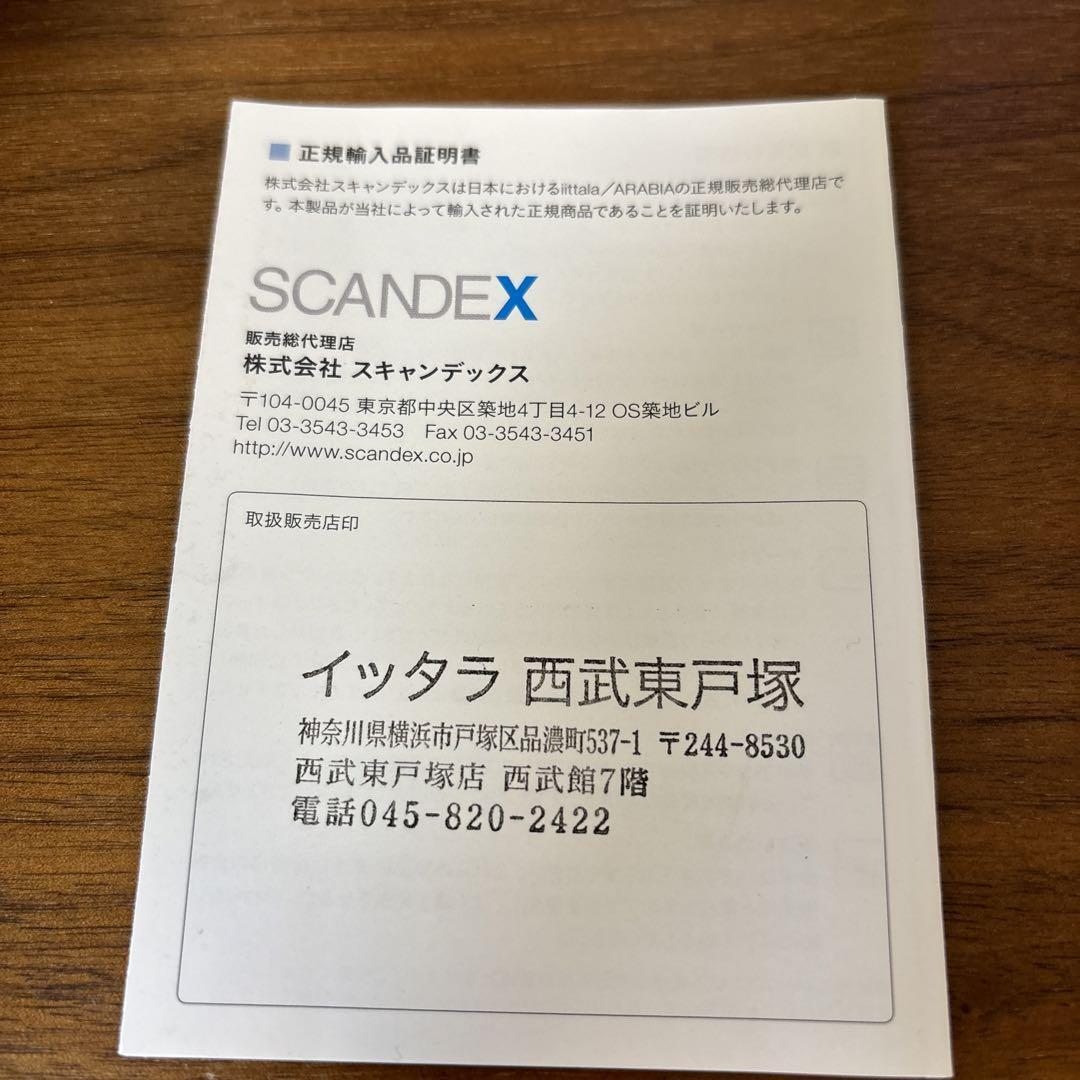 ■ 正規輸入品証明書
株式会社スキャンデックスは日本におけるiittala／ARABIAの正規販売総代理店で
す。本製品が当社によって輸入された正規商品であることを証明いたします。
SCANDEX
販売総代理店
株式会社 スキャンデックス
〒104-0045 東京都中央区築地4丁目4-12 OS築地ビル
Tel 03-3543-3453　Fax 03-3543-3451
http://www.scandex.co.jp
取扱販売店印
イッタラ 西武東戸塚
神奈川県横浜市戸塚区品濃町537-1 〒244-8530
西武東戸塚店 西武館7階
電話045-820-2422